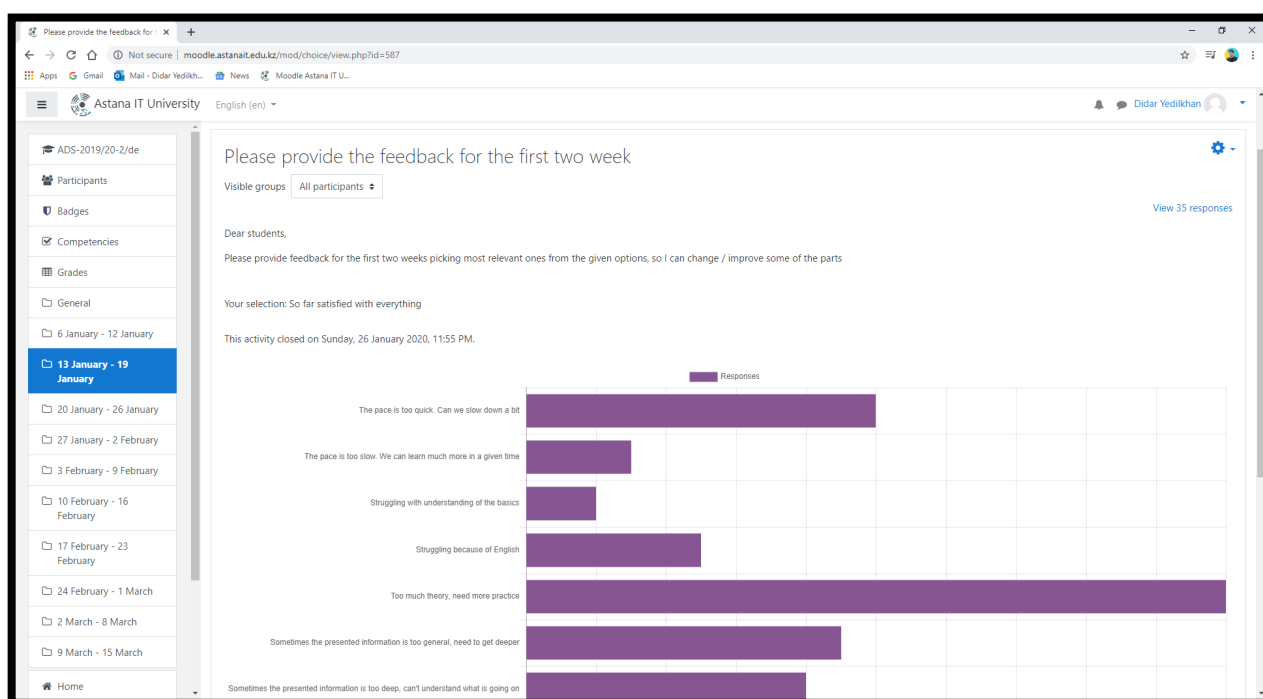 Please provide the feedback for f
Not secure | moodle.astanait.edu.kz/mod/choice/view.php?id=587
Apps Gmail Mail - Didar Yedilkh... News Moodle Astana IT U...
Astana IT University English (en) Didar Yedilkhan
ADS-2019/20-2/de
Participants
Badges
Competencies
Grades
General
6 January - 12 January
13 January - 19
January
20 January - 26 January
27 January - 2 February
3 February - 9 February
10 February - 16
February
17 February - 23
February
24 February - 1 March
2 March - 8 March
9 March - 15 March
Home
Please provide the feedback for the first two week
Visible groups All participants
View 35 responses
Dear students,
Please provide feedback for the first two weeks picking most relevant ones from the given options, so I can change / improve some of the parts
Your selection: So far satisfied with everything
This activity closed on Sunday, 26 January 2020, 11:55 PM.
Responses
The pace is too quick. Can we slow down a bit
The pace is too slow. We can learn much more in a given time
Struggling with understanding of the basics
Struggling because of English
Too much theory, need more practice
Sometimes the presented information is too general, need to get deeper
Sometimes the presented information is too deep, can't understand what is going on